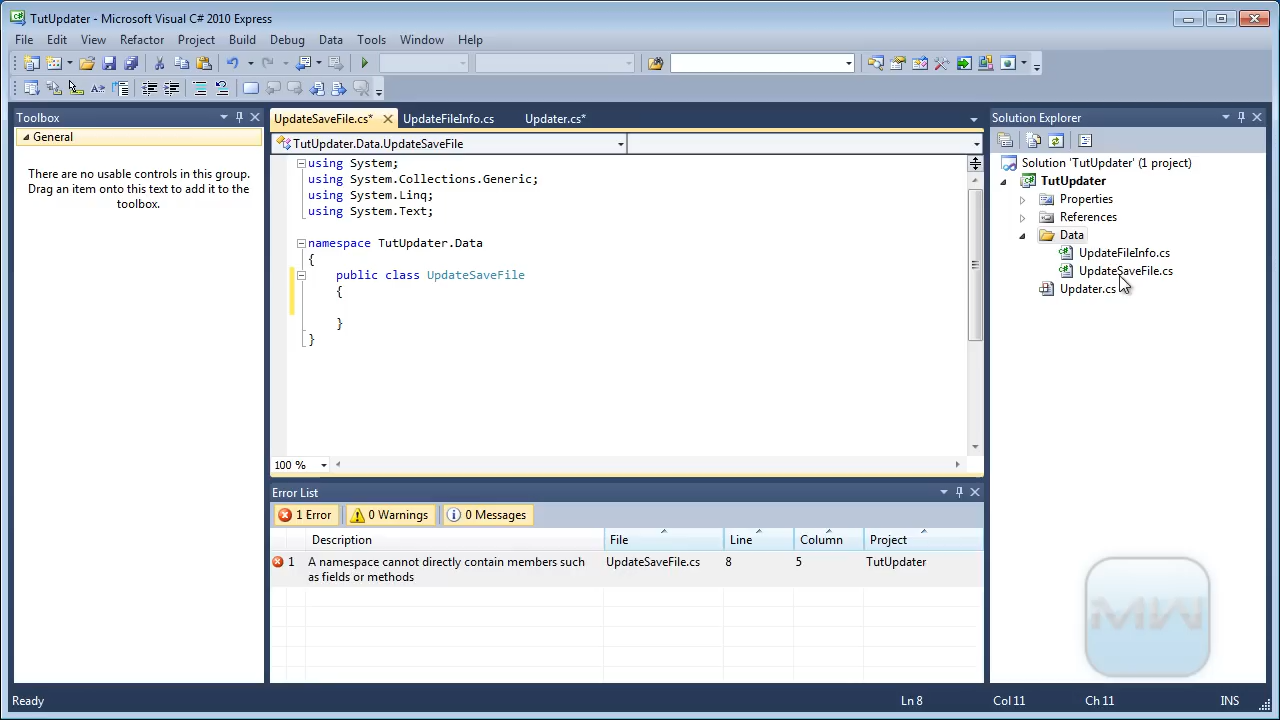 TutUpdater - Microsoft Visual C# 2010 Express
File Edit View Refactor Project Build Debug Data Tools Window Help
Toolbox
General
There are no usable controls in this group.
Drag an item onto this text to add it to the
toolbox.
UpdateSaveFile.cs* UpdateFileInfo.cs Updater.cs*
TutUpdater.Data.UpdateSaveFile
using System;
using System.Collections.Generic;
using System.Linq;
using System.Text;
namespace TutUpdater.Data
{
public class UpdateSaveFile
{
}
}
100 %
Error List
1 Error 0 Warnings 0 Messages
Description File Line Column Project
1 A namespace cannot directly contain members such
as fields or methods
UpdateSaveFile.cs 8 5 TutUpdater
Solution Explorer
Solution 'TutUpdater' (1 project)
TutUpdater
Properties
References
Data
UpdateFileInfo.cs
UpdateSaveFile.cs
Updater.cs
MW
Ready Ln 8 Col 11 Ch 11 INS